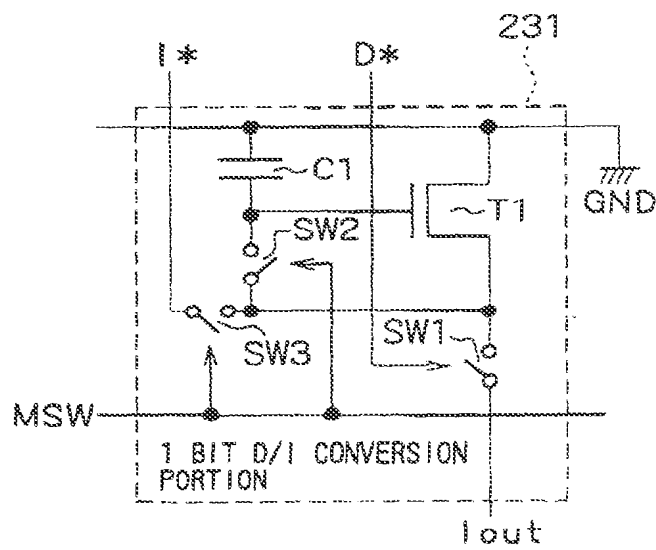 231
I* D*
C1
T1
GND
SW2
SW1
SW3
MSW
1 BIT D/I CONVERSION
PORTION
Iout